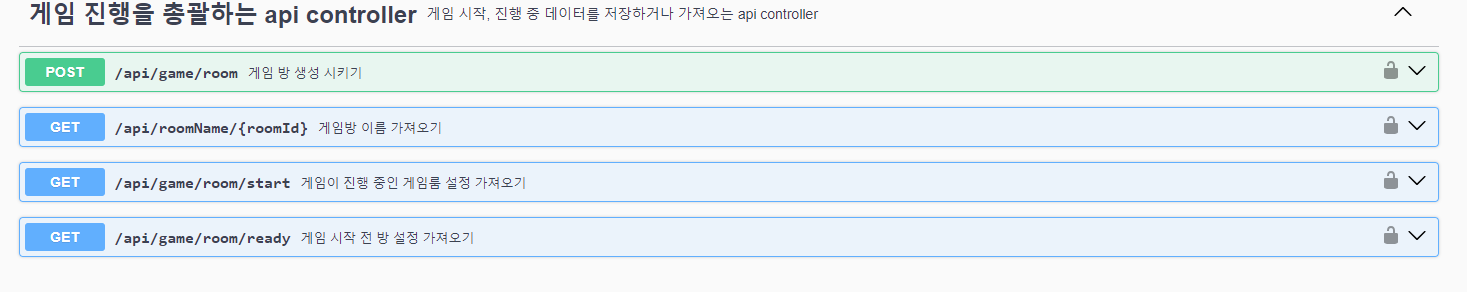 게임 진행을 총괄하는 api controller 게임 시작, 진행 중 데이터를 저장하거나 가져오는 api controller
POST /api/game/room 게임 방 생성 시키기
GET /api/roomName/{roomId} 게임방 이름 가져오기
GET /api/game/room/start 게임이 진행 중인 게임룸 설정 가져오기
GET /api/game/room/ready 게임 시작 전 방 설정 가져오기